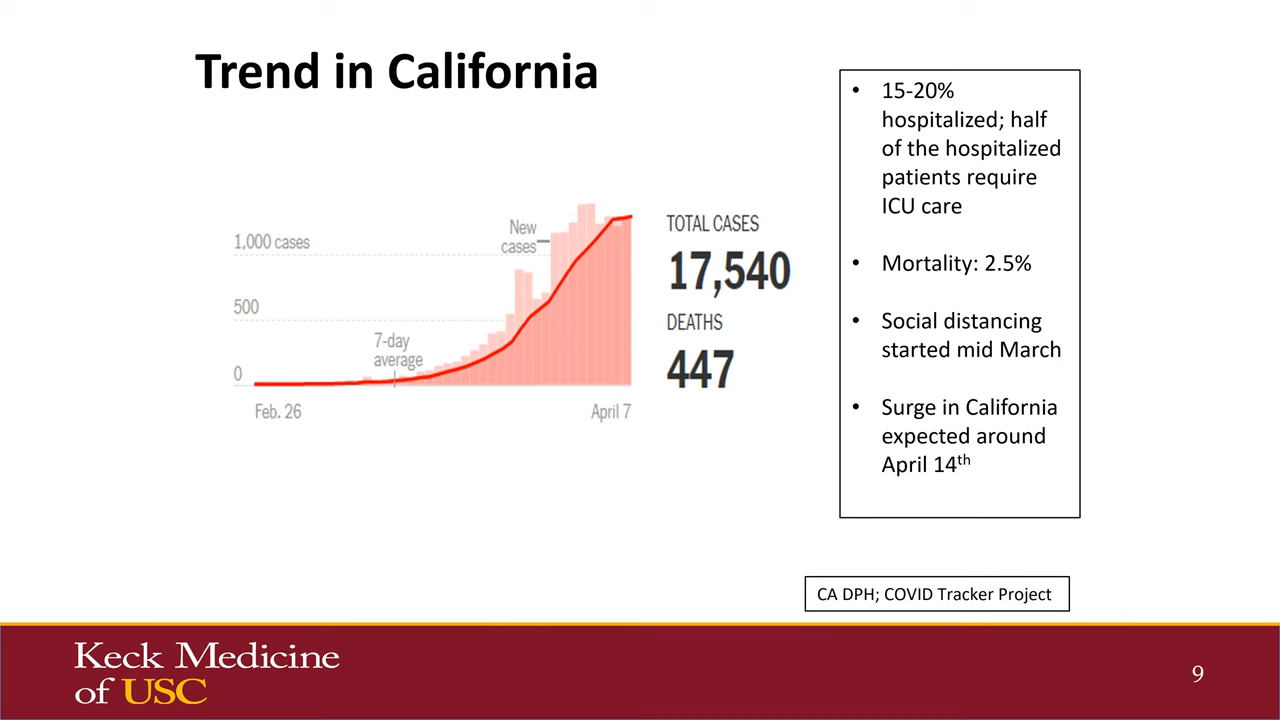 Trend in California
1,000 cases
500
0
New
cases
7-day
average
Feb. 26
April 7
TOTAL CASES
17,540
DEATHS
447
• 15-20%
hospitalized; half
of the hospitalized
patients require
ICU care
• Mortality: 2.5%
• Social distancing
started mid March
• Surge in California
expected around
April 14th
CA DPH; COVID Tracker Project
Keck Medicine
of USC
9